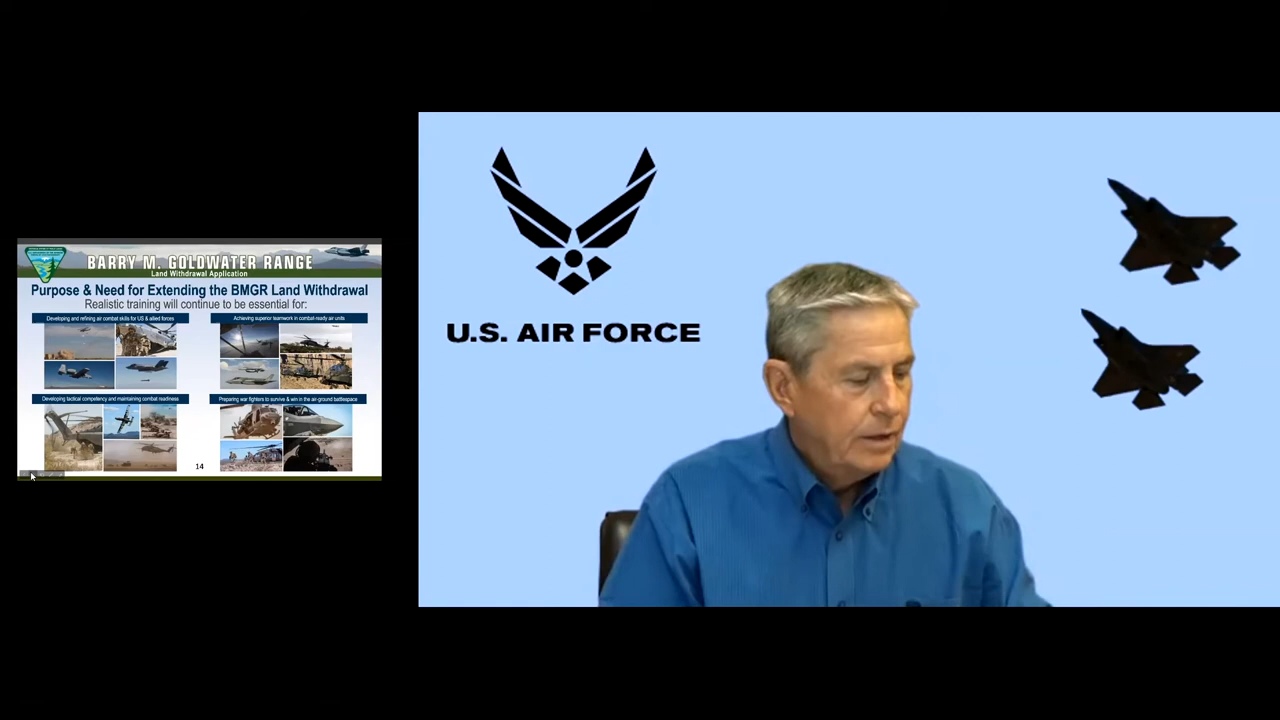 BARRY M. GOLDWATER RANGE
Land Withdrawal Application
Purpose & Need for Extending the BMGR Land Withdrawal
Realistic training will continue to be essential for:
Developing and refining air combat skills for US & allied forces
Achieving superior teamwork in combat-ready air units
Developing tactical competency and maintaining combat readiness
Preparing war fighters to survive & win in the air-ground battlespace
14
U.S. AIR FORCE